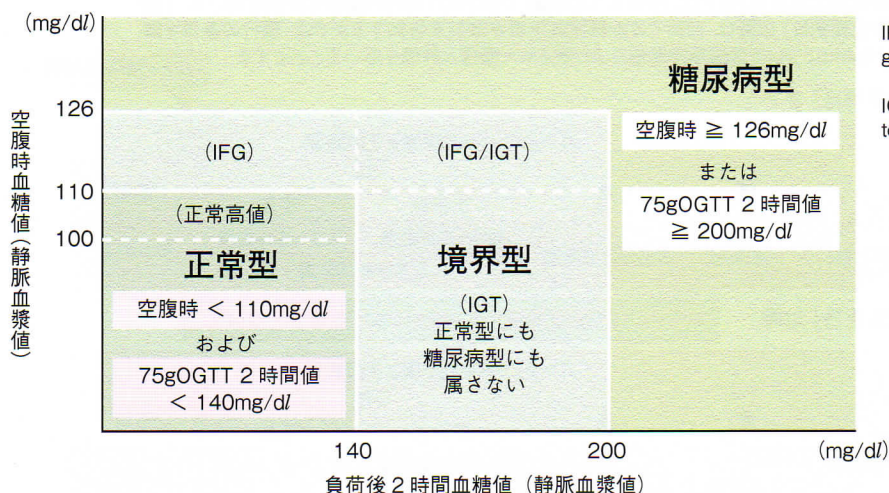 (mg/dl)
空腹時血糖値(静脈血漿値)
126
110
100
(IFG)
(正常高値)
正常型
空腹時 < 110mg/dl
および
75gOGTT 2時間値
< 140mg/dl
(IFG/IGT)
境界型
(IGT)
正常型にも
糖尿病型にも
属さない
糖尿病型
空腹時 ≧ 126mg/dl
または
75gOGTT 2時間値
≧ 200mg/dl
140
200
(mg/dl)
負荷後2時間血糖値(静脈血漿値)